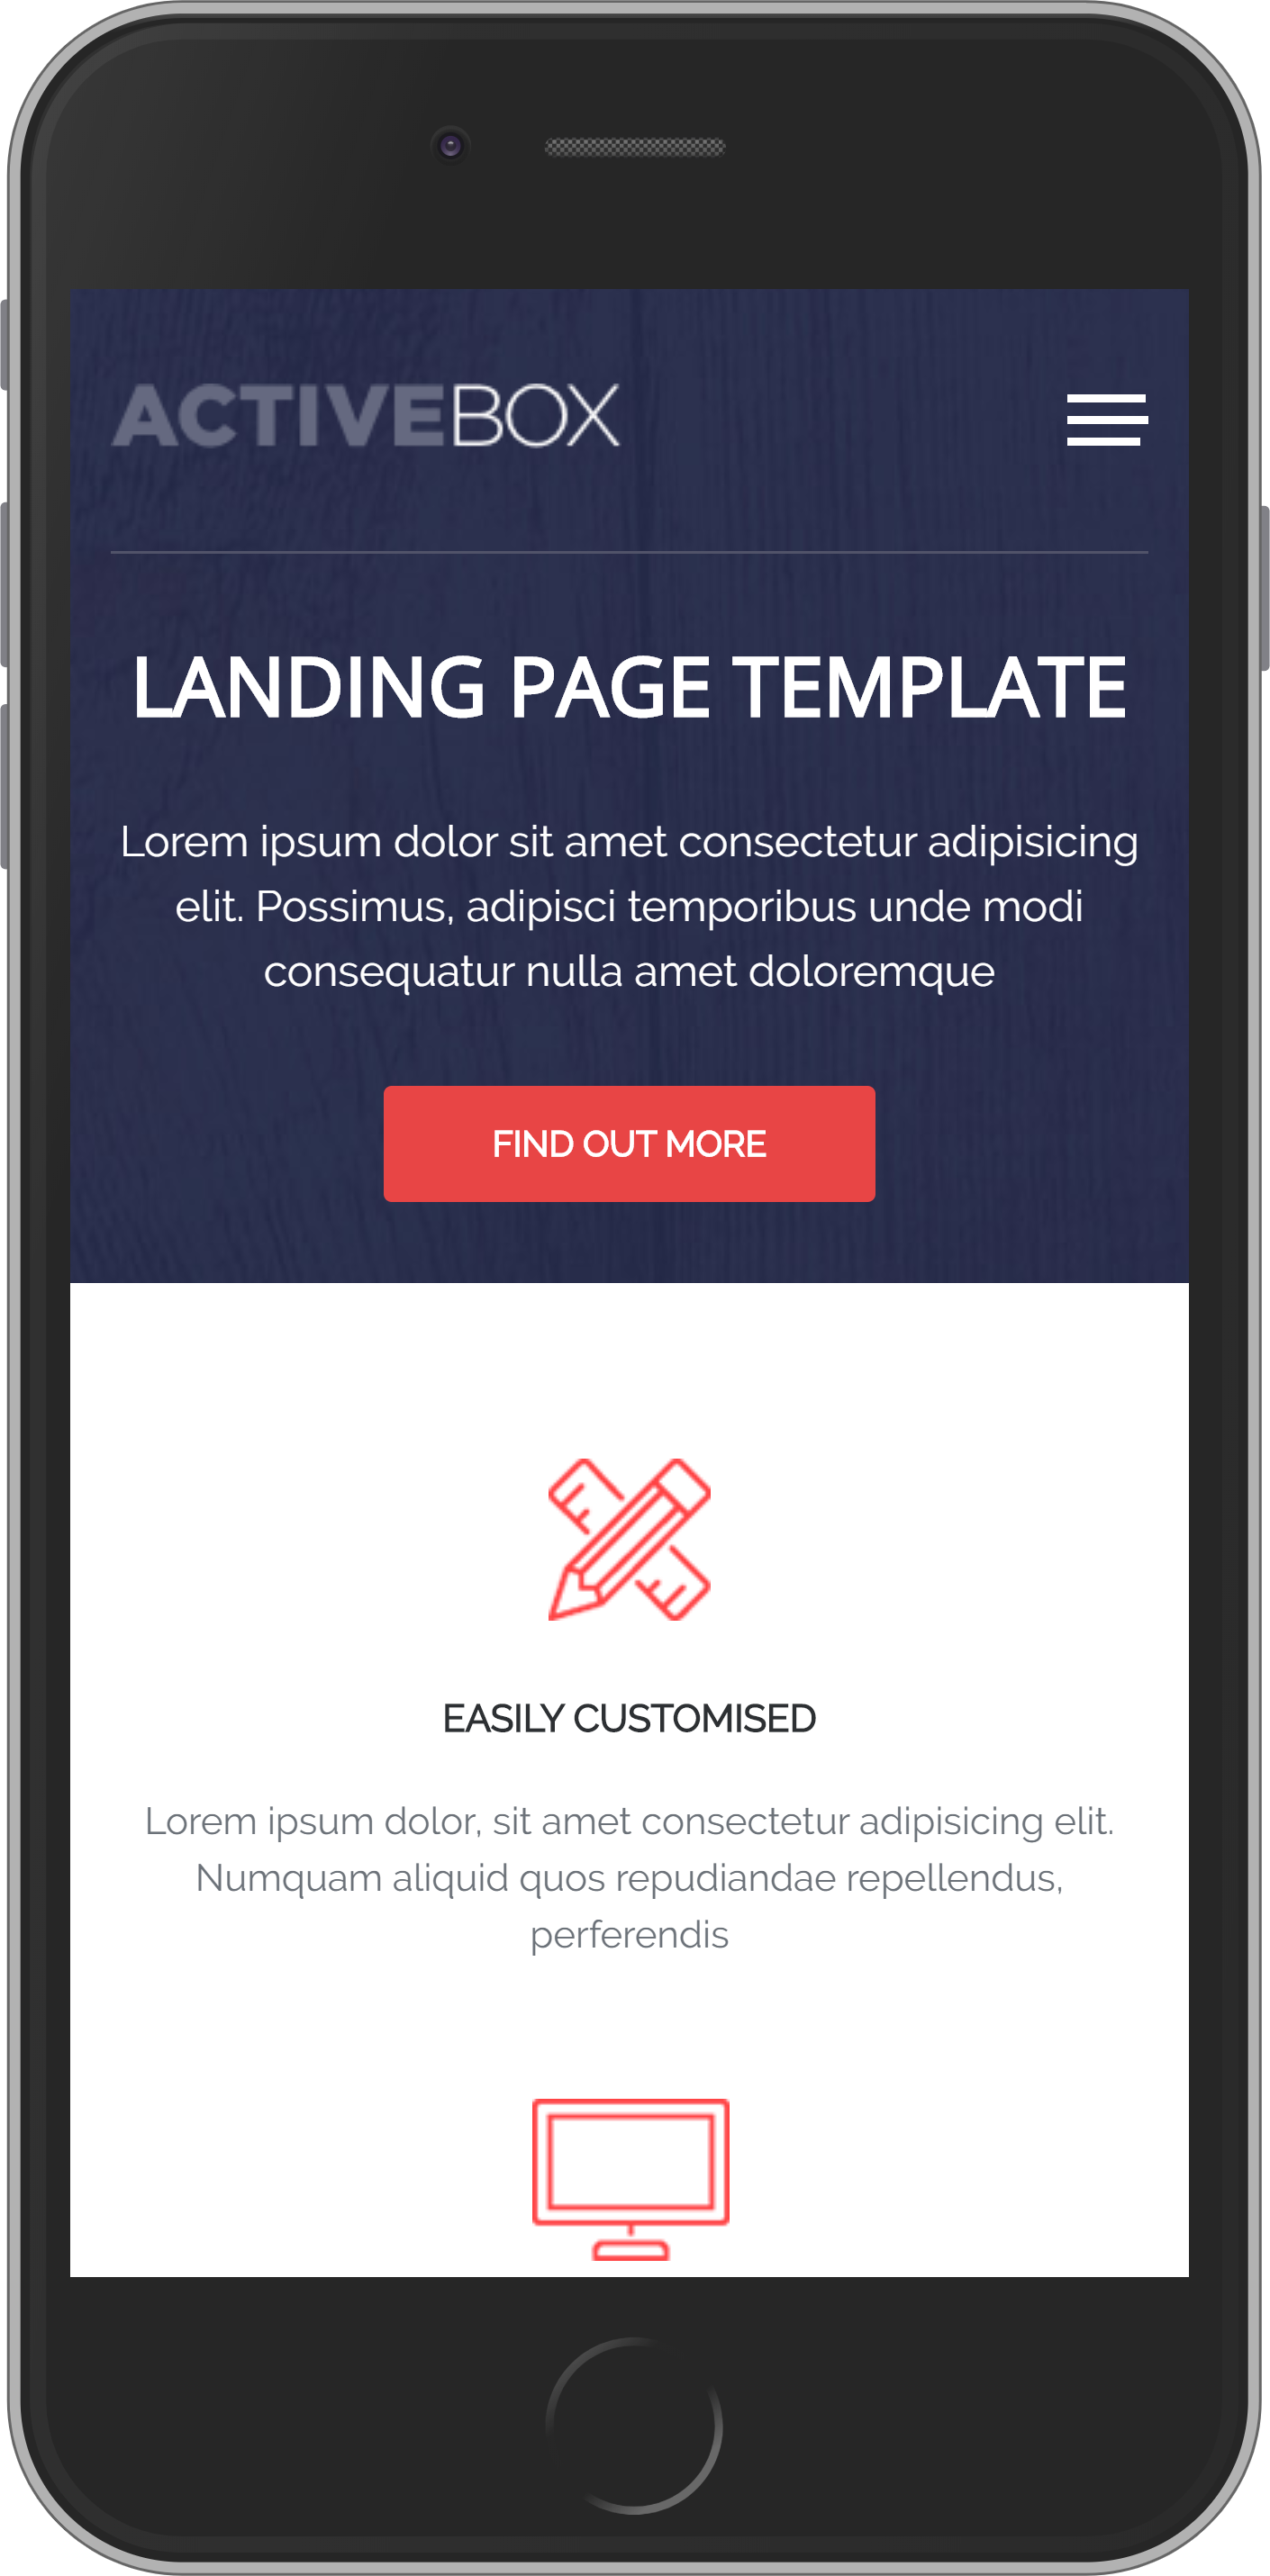 ACTIVEBOX
LANDING PAGE TEMPLATE
Lorem ipsum dolor sit amet consectetur adipisicing
elit. Possimus, adipisci temporibus unde modi
consequatur nulla amet doloremque
FIND OUT MORE
EASILY CUSTOMISED
Lorem ipsum dolor, sit amet consectetur adipisicing elit.
Numquam aliquid quos repudiandae repellendus,
perferendis